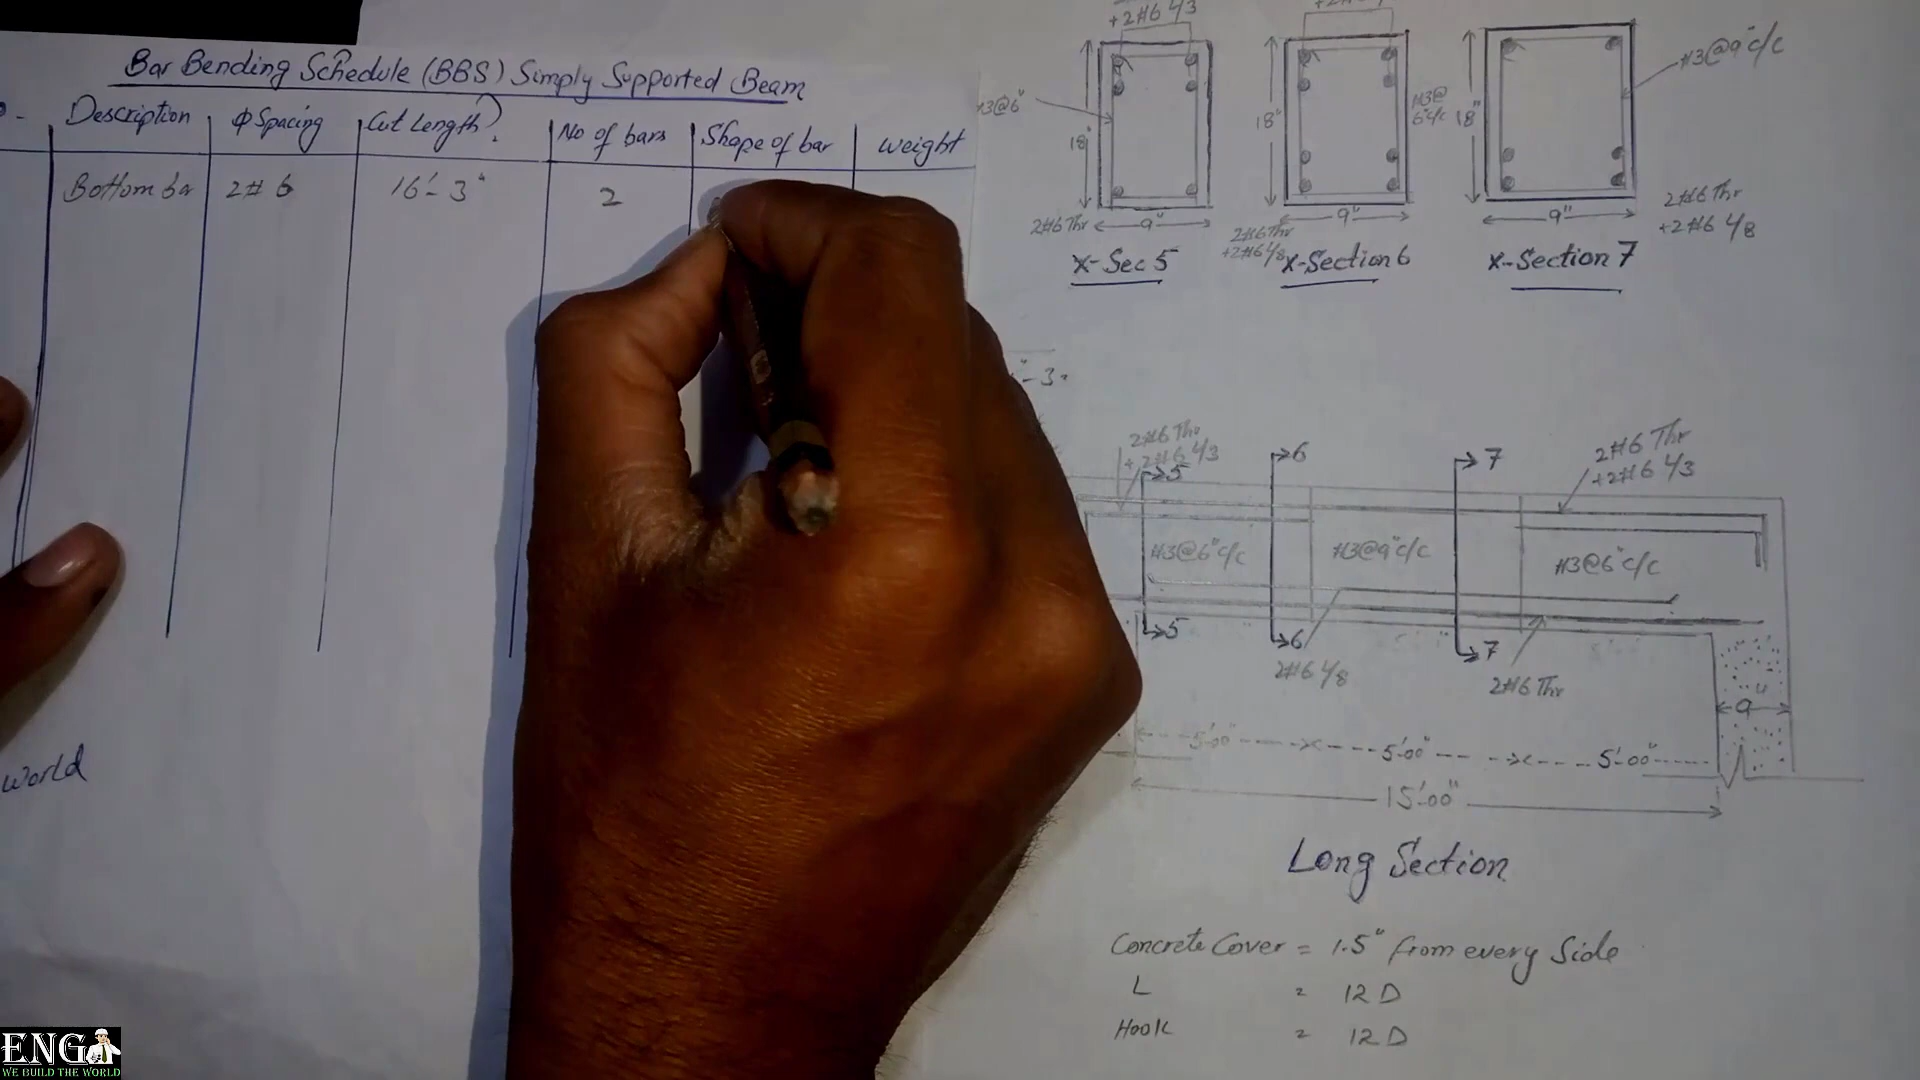 Bar Bending Schedule (BBS) Simply Supported Beam
Description
Φ Spacing
Cut Length
No of bars
Shape of bar
weight
Bottom bar
2#6
16'-3"
2
world
+2#6 4/3
#3@6"
18"
9"
2#6 Thr
X-Sec 5
18"
#3@
6"c/c
9"
2#6 Thr
+2#6 4/8
X-Section 6
18"
#3@9"c/c
9"
2#6 Thr
+2#6 4/8
X-Section 7
2#6 Thr
+2#6 4/3
5
6
7
2#6 Thr
+2#6 4/3
#3@6"c/c
#3@9"c/c
#3@6"c/c
5
6
7
2#6 4/8
2#6 Thr
9"
5'-00"
5'-00"
5'-00"
15'-00"
Long Section
Concrete Cover = 1.5" from every Side
L = 12 D
Hook = 12 D
ENG
WE BUILD THE WORLD